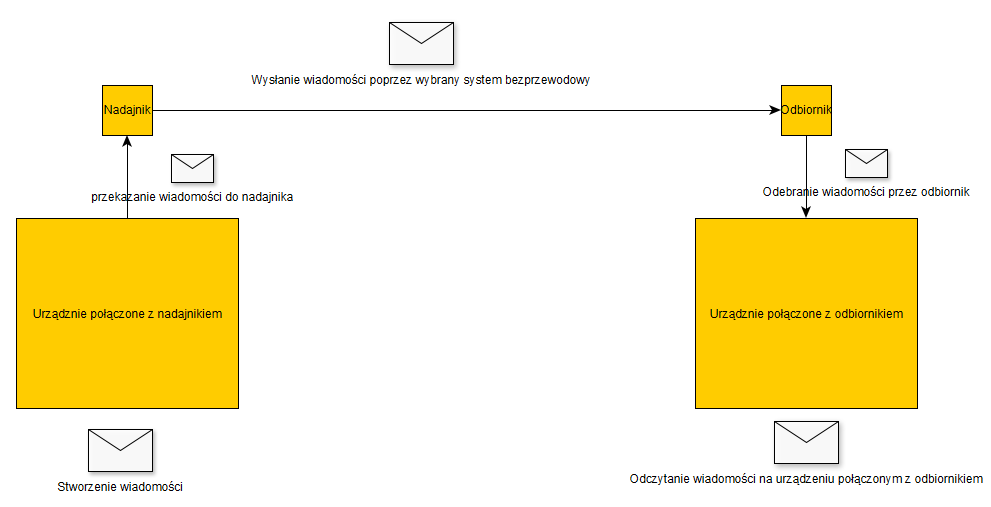 Wysłanie wiadomości poprzez wybrany system bezprzewodowy
Nadajnik
Odbiornik
przekazanie wiadomości do nadajnika
Odebranie wiadomości przez odbiornik
Urządznie połączone z nadajnikiem
Urządznie połączone z odbiornikiem
Stworzenie wiadomości
Odczytanie wiadomości na urządzeniu połączonym z odbiornikiem